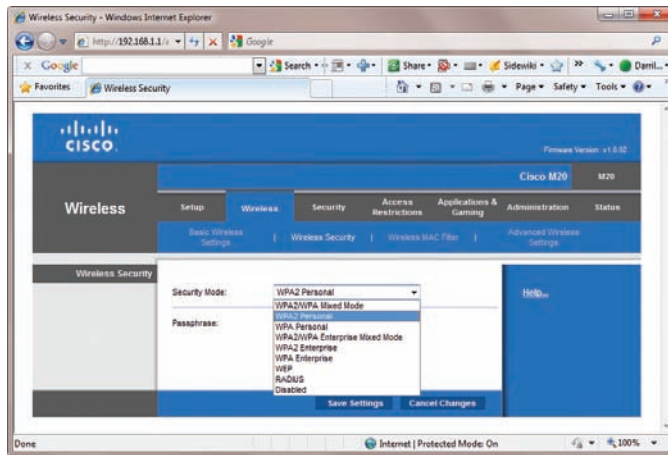 Wireless Security - Windows Internet Explorer
http://192.168.1.1/
Google
x Google
Search
Share
Sidewiki
Favorites
Wireless Security
Page
Safety
Tools
CISCO.
Firmware Version: v1.0.02
Cisco M20
M20
Wireless
Setup
Wireless
Security
Access Restrictions
Applications & Gaming
Administration
Status
Basic Wireless Settings
|
Wireless Security
|
Wireless MAC Filter
|
Advanced Wireless Settings
Wireless Security
Security Mode:
WPA2 Personal
Help...
Passphrase:
WPA2/WPA Mixed Mode
WPA2 Personal
WPA Personal
WPA2/WPA Enterprise Mixed Mode
WPA2 Enterprise
WPA Enterprise
WEP
RADIUS
Disabled
Save Settings
Cancel Changes
Done
Internet | Protected Mode: On
100%